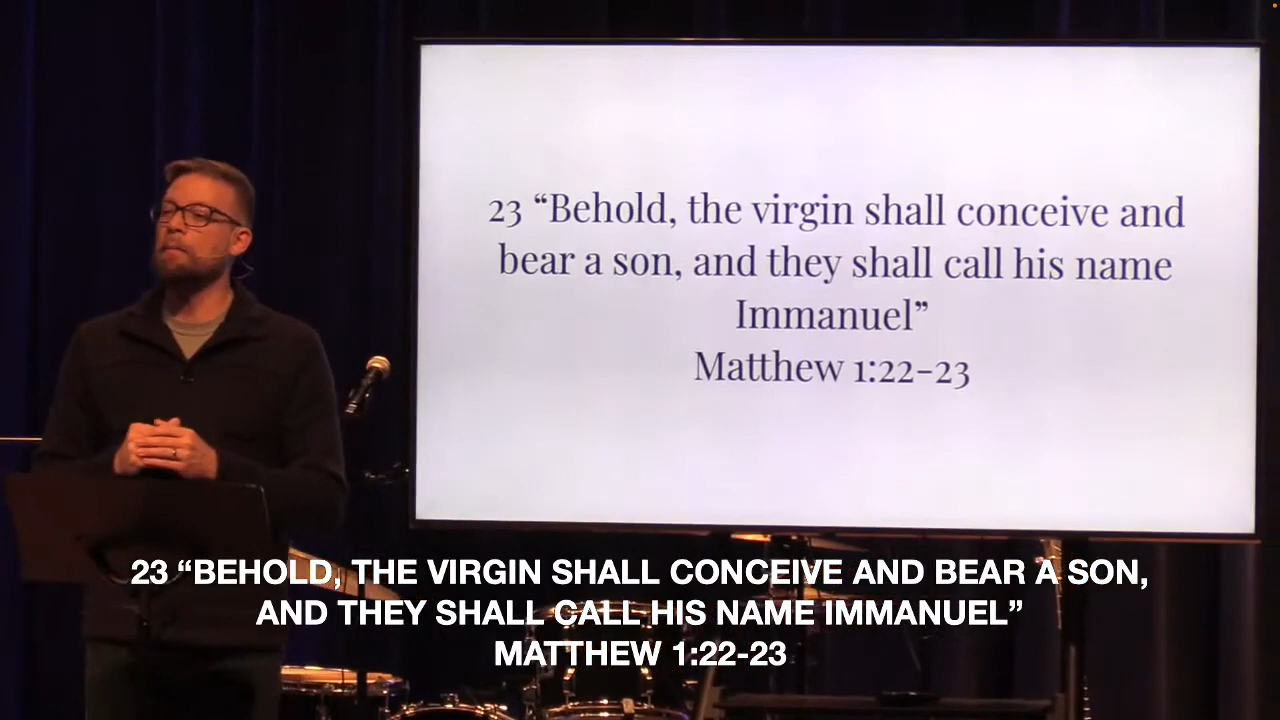 23 “Behold, the virgin shall conceive and
bear a son, and they shall call his name
Immanuel”
Matthew 1:22-23
23 “BEHOLD, THE VIRGIN SHALL CONCEIVE AND BEAR A SON,
AND THEY SHALL CALL HIS NAME IMMANUEL”
MATTHEW 1:22-23